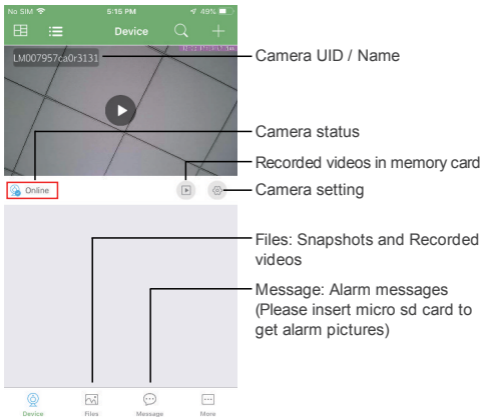 No SIM
5:15 PM
49%
Device
LM007957ca0r3131
Camera UID / Name
Camera status
Recorded videos in memory card
Online
Camera setting
Files: Snapshots and Recorded
videos
Message: Alarm messages
(Please insert micro sd card to
get alarm pictures)
Device
Files
Message
More